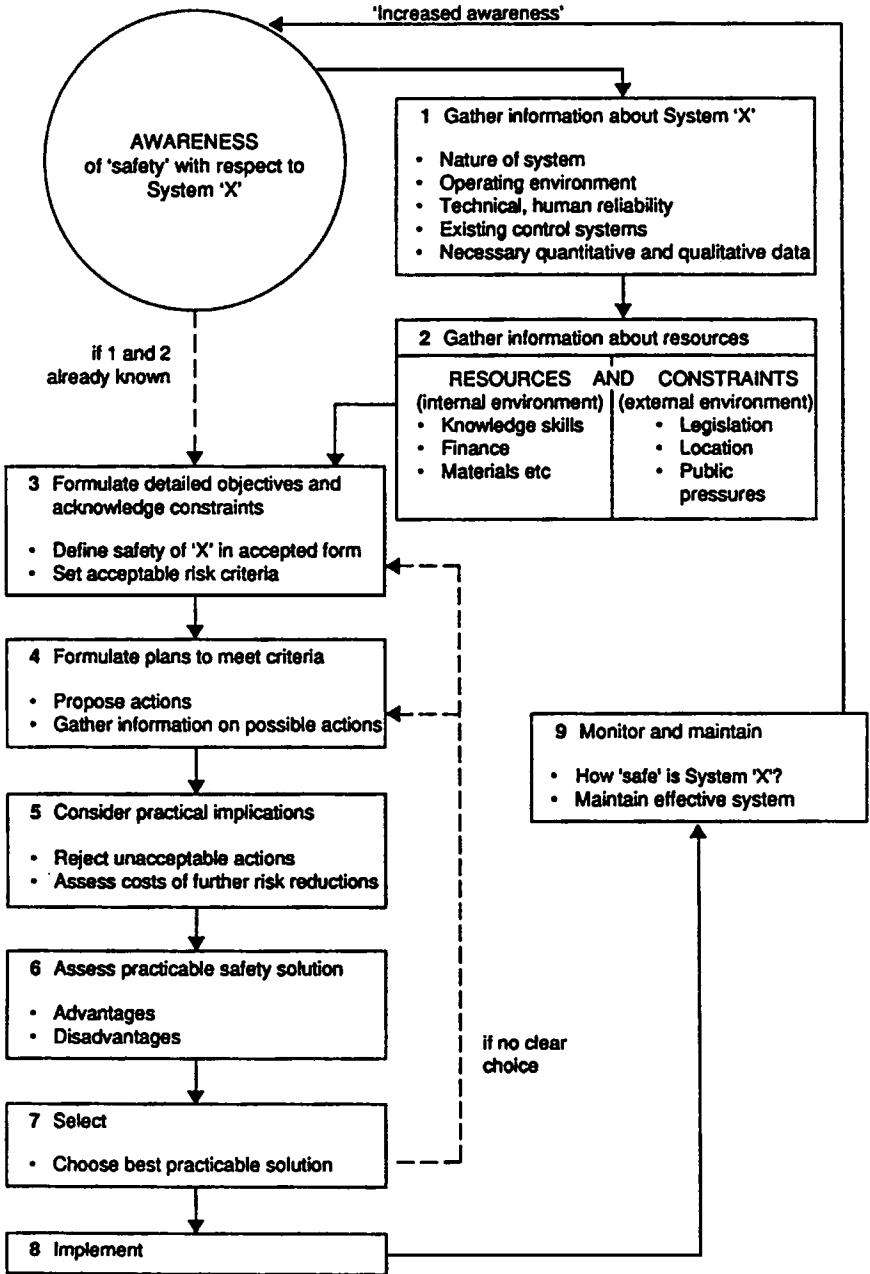 'Increased awareness'
AWARENESS
of 'safety' with respect to
System 'X'
1 Gather information about System 'X'
• Nature of system
• Operating environment
• Technical, human reliability
• Existing control systems
• Necessary quantitative and qualitative data
if 1 and 2
already known
2 Gather information about resources
RESOURCES AND CONSTRAINTS
(internal environment) (external environment)
• Knowledge skills
• Finance
• Materials etc
• Legislation
• Location
• Public
pressures
3 Formulate detailed objectives and
acknowledge constraints
• Define safety of 'X' in accepted form
• Set acceptable risk criteria
4 Formulate plans to meet criteria
• Propose actions
• Gather information on possible actions
5 Consider practical implications
• Reject unacceptable actions
• Assess costs of further risk reductions
6 Assess practicable safety solution
• Advantages
• Disadvantages
if no clear
choice
7 Select
• Choose best practicable solution
8 Implement
9 Monitor and maintain
• How 'safe' is System 'X'?
• Maintain effective system